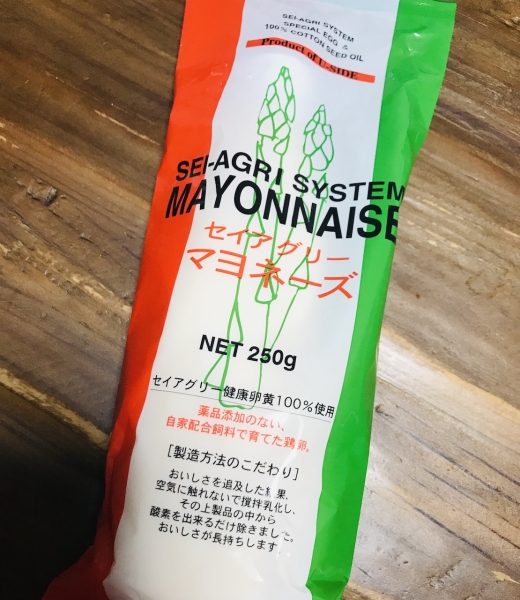 SEI-AGRI SYSTEM
SPECIAL EGG &
100% COTTON SEED OIL
Product of U-SIDE
SEI-AGRI SYSTEM
MAYONNAISE
セイアグリー
マヨネーズ
NET 250g
セイアグリー健康卵黄100%使用
薬品添加のない、
自家配合飼料で育てた鶏卵。
［製造方法のこだわり］
おいしさを追及した結果、
空気に触れないで撹拌乳化し、
その上製品の中から
酸素を出来るだけ除きました。
おいしさが長持ちします。